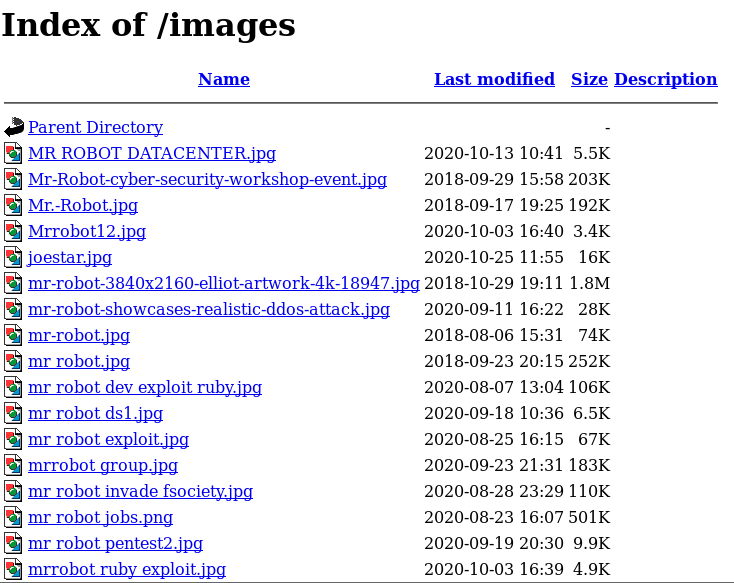 Index of /images
Name Last modified Size Description
Parent Directory -
MR ROBOT DATACENTER.jpg 2020-10-13 10:41 5.5K
Mr-Robot-cyber-security-workshop-event.jpg 2018-09-29 15:58 203K
Mr.-Robot.jpg 2018-09-17 19:25 192K
Mrrobot12.jpg 2020-10-03 16:40 3.4K
joestar.jpg 2020-10-25 11:55 16K
mr-robot-3840x2160-elliot-artwork-4k-18947.jpg 2018-10-29 19:11 1.8M
mr-robot-showcases-realistic-ddos-attack.jpg 2020-09-11 16:22 28K
mr-robot.jpg 2018-08-06 15:31 74K
mr robot.jpg 2018-09-23 20:15 252K
mr robot dev exploit ruby.jpg 2020-08-07 13:04 106K
mr robot ds1.jpg 2020-09-18 10:36 6.5K
mr robot exploit.jpg 2020-08-25 16:15 67K
mrrobot group.jpg 2020-09-23 21:31 183K
mr robot invade fsociety.jpg 2020-08-28 23:29 110K
mr robot jobs.png 2020-08-23 16:07 501K
mr robot pentest2.jpg 2020-09-19 20:30 9.9K
mrrobot ruby exploit.jpg 2020-10-03 16:39 4.9K